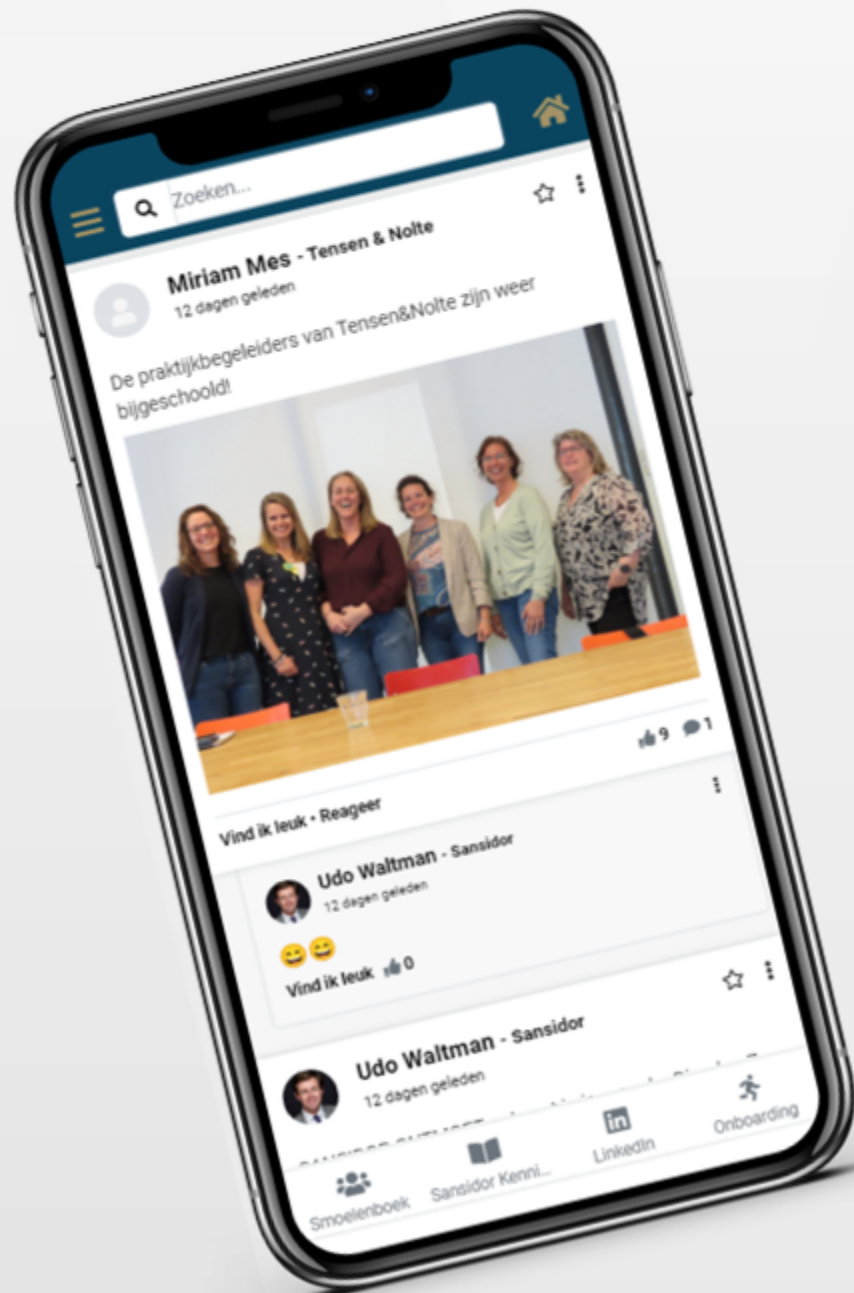 Zoeken...
Miriam Mes - Tensen & Nolte
12 dagen geleden
De praktijkbegeleiders van Tensen&Nolte zijn weer
bijgeschoold!
9 1
Vind ik leuk • Reageer
Udo Waltman - Sansidor
12 dagen geleden
😄😄
Vind ik leuk 0
Udo Waltman - Sansidor
12 dagen geleden
Smoelenboek
Sansidor Kenni...
LinkedIn
Onboarding